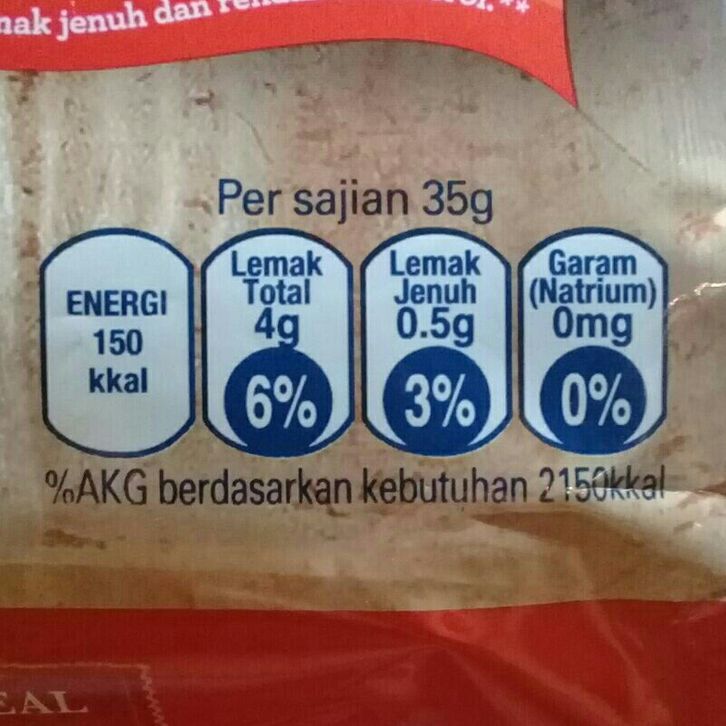 jenuh dan
Per sajian 35g
ENERGI
150
kkal
Lemak
Total
4g
6%
Lemak
Jenuh
0.5g
3%
Garam
(Natrium)
0mg
0%
%AKG berdasarkan kebutuhan 2150kkal